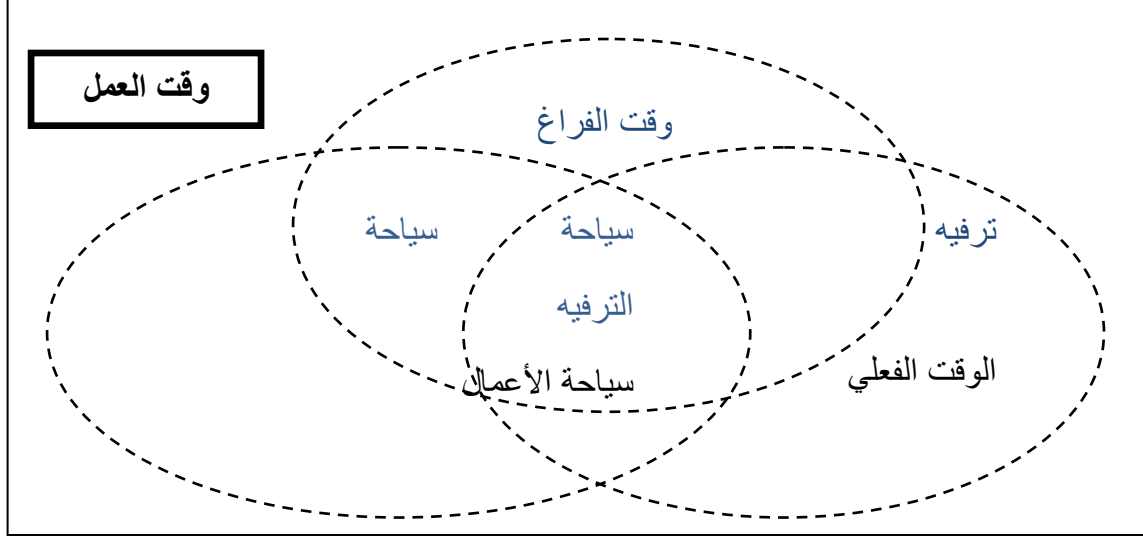 وقت العمل
وقت الفراغ
ترفيه
سياحة
سياحة
الترفيه
الوقت الفعلي
سياحة الأعمال